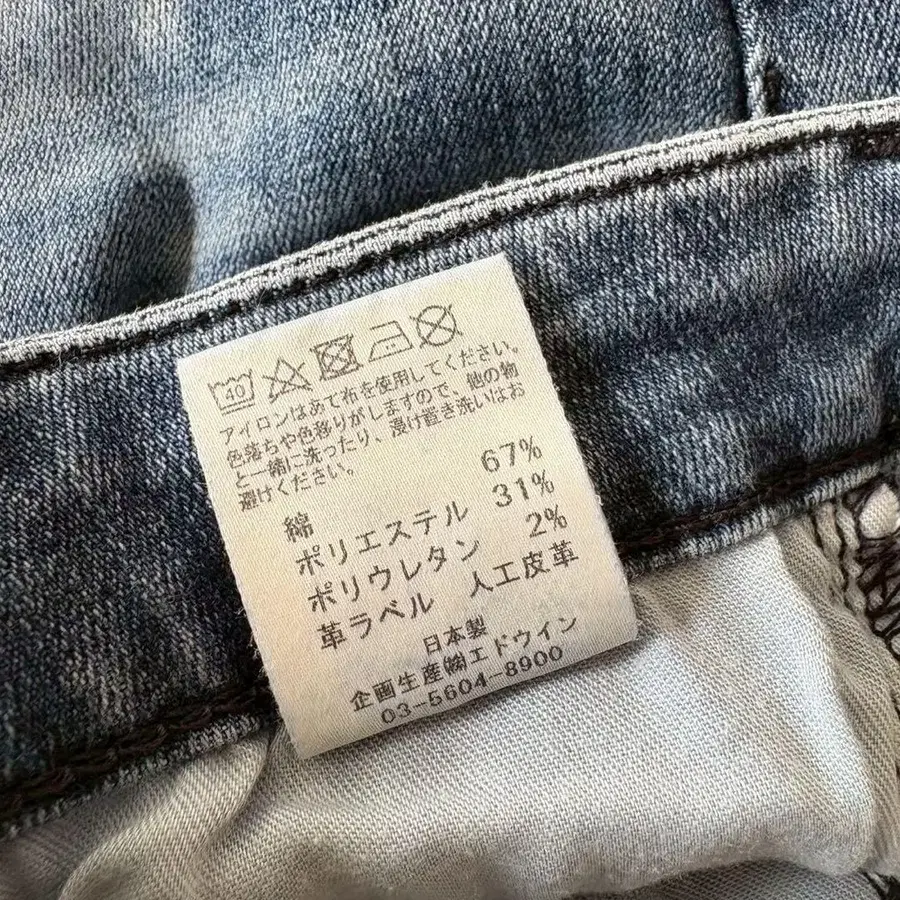 40
アイロンはあて布を使用してください。
色落ちや色移りがしますので、他の物
と一緒に洗ったり、浸け置き洗いはお
避けください。
綿 67%
ポリエステル 31%
ポリウレタン 2%
革ラベル 人工皮革
日本製
企画生産㈱エドウイン
03-5604-8900